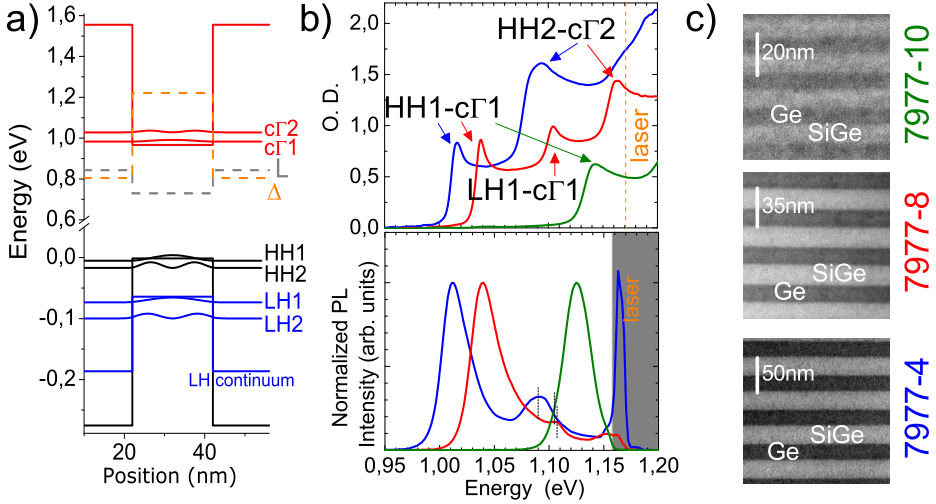 a)
1,6
1,4
1,2
1,0
0,8
0,6
0,0
-0,1
-0,2
Energy (eV)
cΓ2
cΓ1
L
Δ
HH1
HH2
LH1
LH2
LH continuum
20
40
Position (nm)
b)
2,0
1,5
1,0
0,5
0,0
O. D.
HH2-cΓ2
HH1-cΓ1
LH1-cΓ1
laser
Normalized PL
Intensity (arb. units)
laser
0,95
1,00
1,05
1,10
1,15
1,20
Energy (eV)
c)
20nm
Ge
SiGe
7977-10
35nm
SiGe
Ge
7977-8
50nm
SiGe
Ge
7977-4